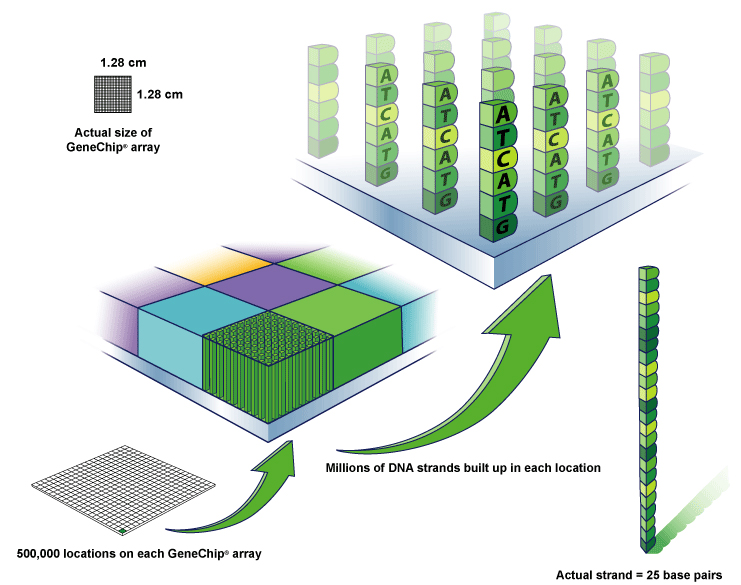 1.28 cm
1.28 cm
Actual size of
GeneChip® array
A
T
C
A
T
G
A
T
C
A
T
G
A
T
C
A
T
G
A
T
C
A
T
G
A
T
C
A
T
G
Millions of DNA strands built up in each location
500,000 locations on each GeneChip® array
Actual strand = 25 base pairs